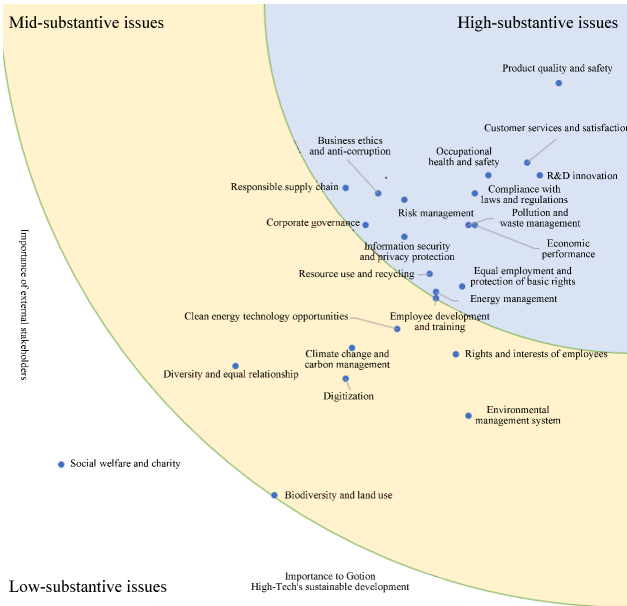 Mid-substantive issues
High-substantive issues
Product quality and safety
Customer services and satisfaction
Business ethics
and anti-corruption
Occupational
health and safety
R&D innovation
Responsible supply chain
Compliance with
laws and regulations
Risk management
Pollution and
waste management
Corporate governance
Information security
and privacy protection
Economic
performance
Resource use and recycling
Equal employment and
protection of basic rights
Energy management
Clean energy technology opportunities
Employee development
and training
Climate change and
carbon management
Rights and interests of employees
Diversity and equal relationship
Digitization
Environmental
management system
Social welfare and charity
Biodiversity and land use
Importance of external stakeholders
Importance to Gotion
High-Tech's sustainable development
Low-substantive issues